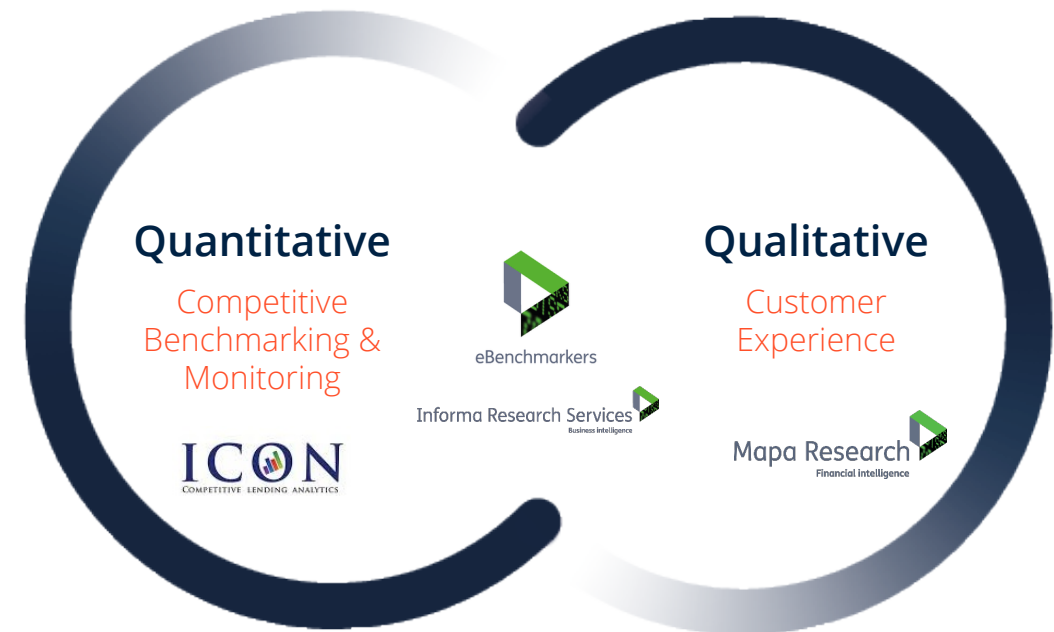 Quantitative
Competitive
Benchmarking &
Monitoring
ICON
COMPETITIVE LENDING ANALYTICS
eBenchmarkers
Informa Research Services
Business intelligence
Qualitative
Customer
Experience
Mapa Research
Financial intelligence